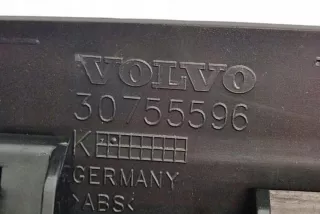 VOLVO
30755596
K
GERMANY
>ABS<